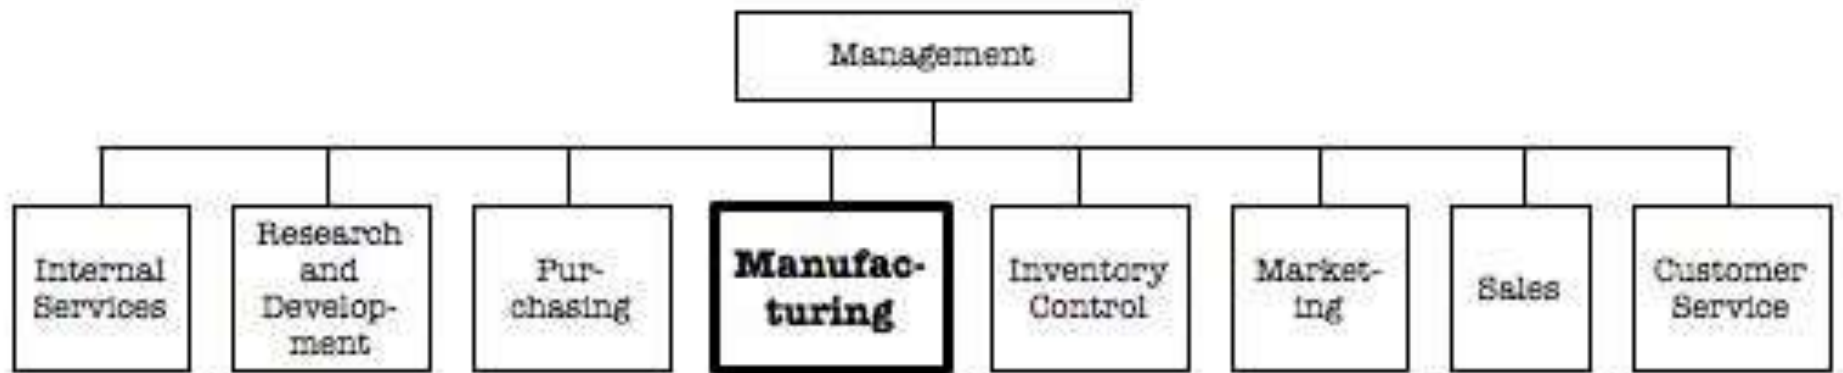 Management
Internal
Services
Research
and
Develop-
ment
Pur-
chasing
Manufac-
turing
Inventory
Control
Market-
ing
Sales
Customer
Service